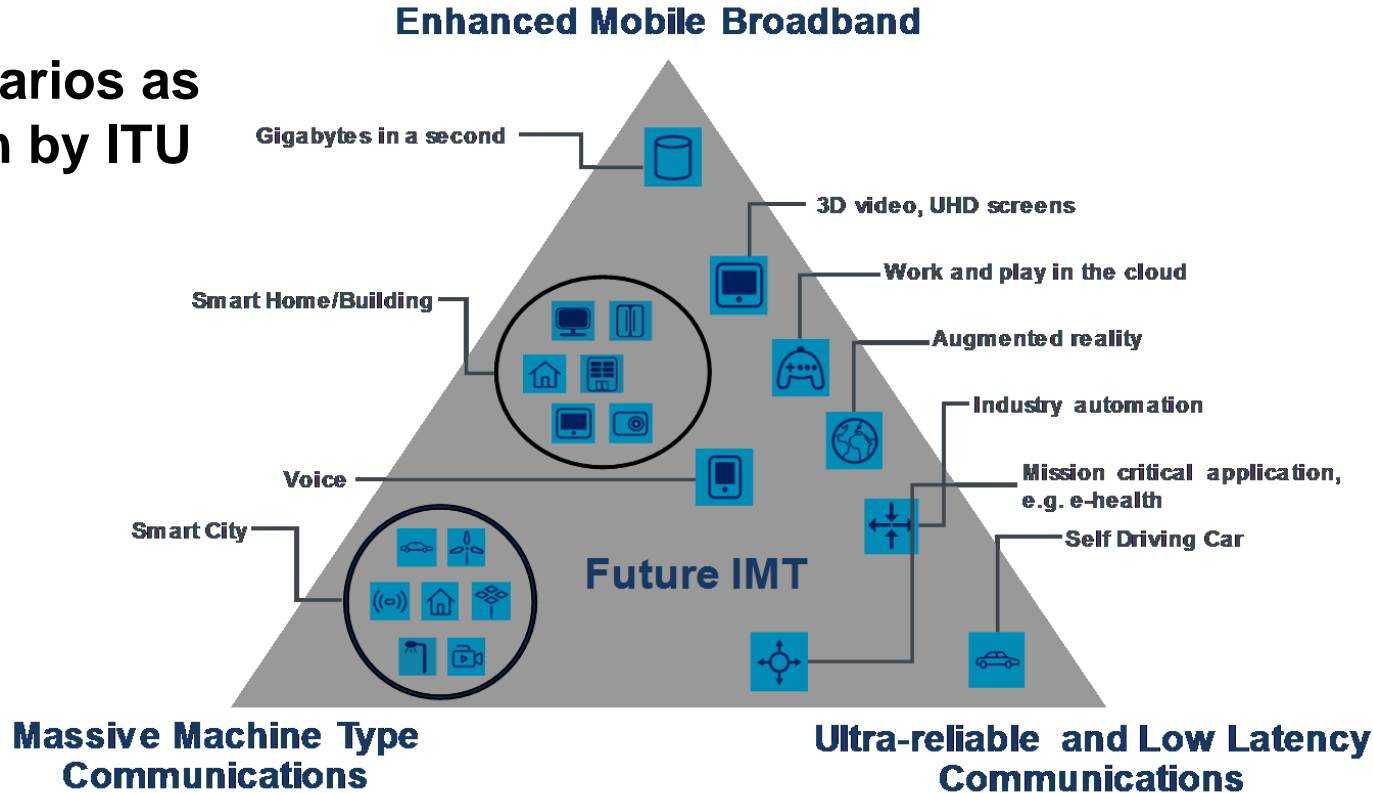 Enhanced Mobile Broadband
arios as
by ITU
Gigabytes in a second
3D video, UHD screens
Work and play in the cloud
Smart Home/Building
Augmented reality
Industry automation
Voice
Mission critical application,
e.g. e-health
Smart City
Self Driving Car
Future IMT
Massive Machine Type
Communications
Ultra-reliable and Low Latency
Communications